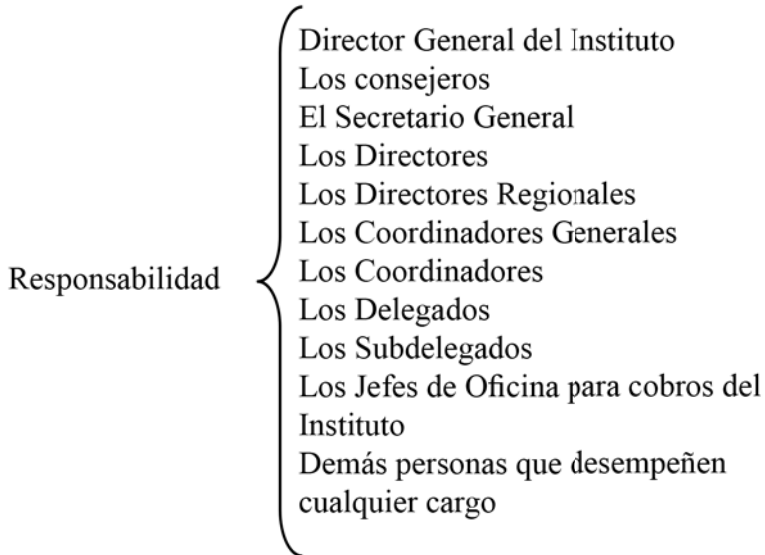 Director General del Instituto
Los consejeros
El Secretario General
Los Directores
Los Directores Regionales
Los Coordinadores Generales
Responsabilidad
Los Coordinadores
Los Delegados
Los Subdelegados
Los Jefes de Oficina para cobros del
Instituto
Demás personas que desempeñen
cualquier cargo